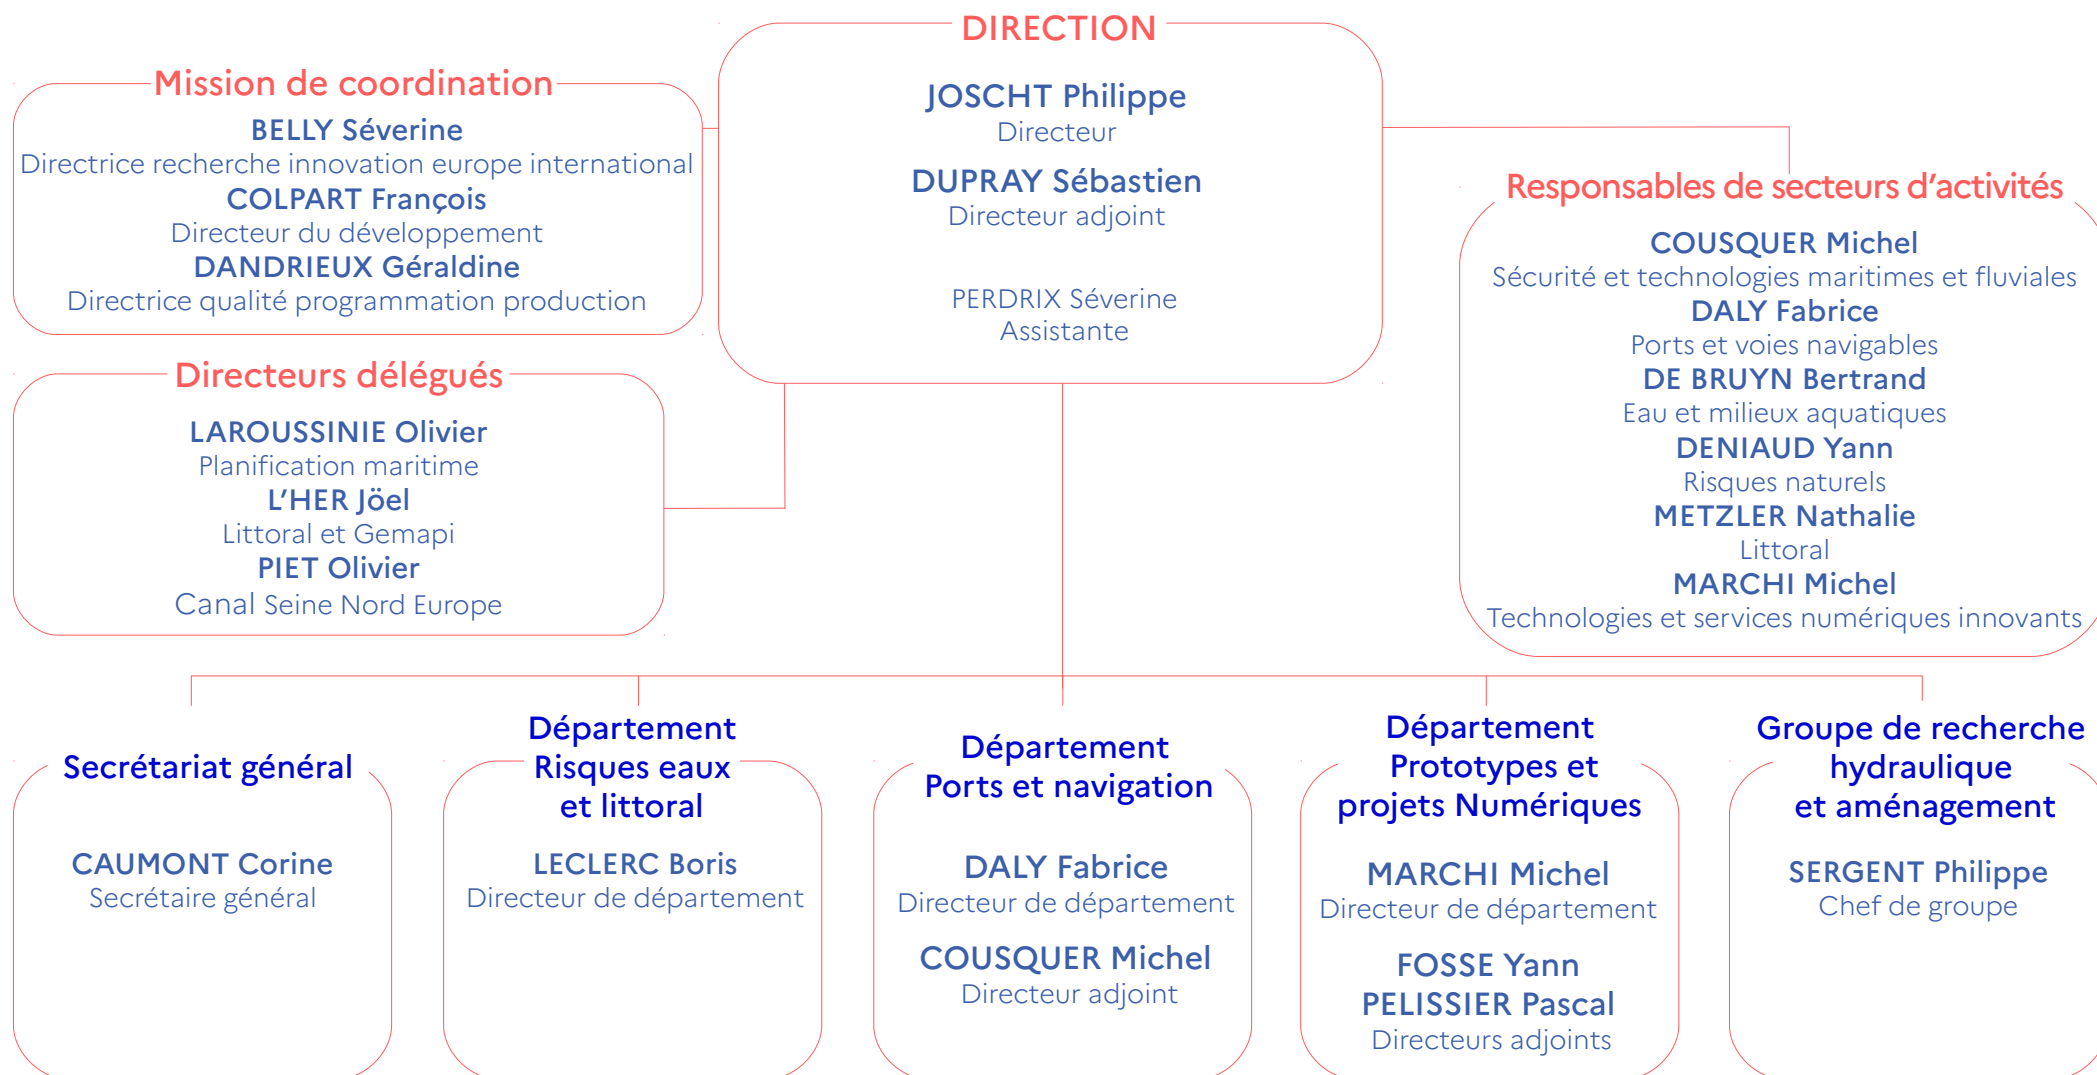 DIRECTION
JOSCHT Philippe
Directeur
DUPRAY Sébastien
Directeur adjoint
PERDRIX Séverine
Assistante
Mission de coordination
BELLY Séverine
Directrice recherche innovation europe international
COLPART François
Directeur du développement
DANDRIEUX Géraldine
Directrice qualité programmation production
Directeurs délégués
LAROUSSINIE Olivier
Planification maritime
L’HER Jöel
Littoral et Gemapi
PIET Olivier
Canal Seine Nord Europe
Responsables de secteurs d’activités
COUSQUER Michel
Sécurité et technologies maritimes et fluviales
DALY Fabrice
Ports et voies navigables
DE BRUYN Bertrand
Eau et milieux aquatiques
DENIAUD Yann
Risques naturels
METZLER Nathalie
Littoral
MARCHI Michel
Technologies et services numériques innovants
Secrétariat général
CAUMONT Corine
Secrétaire général
Département
Risques eaux
et littoral
LECLERC Boris
Directeur de département
Département
Ports et navigation
DALY Fabrice
Directeur de département
COUSQUER Michel
Directeur adjoint
Département
Prototypes et
projets Numériques
MARCHI Michel
Directeur de département
FOSSE Yann
PELISSIER Pascal
Directeurs adjoints
Groupe de recherche
hydraulique
et aménagement
SERGENT Philippe
Chef de groupe